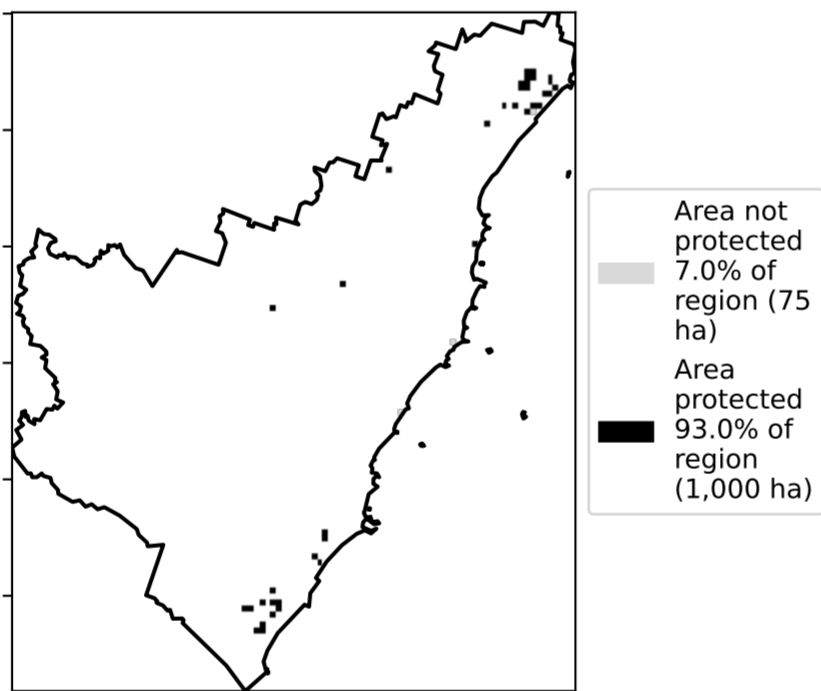 Area not
protected
7.0% of
region (75
ha)
Area
protected
93.0% of
region
(1,000 ha)